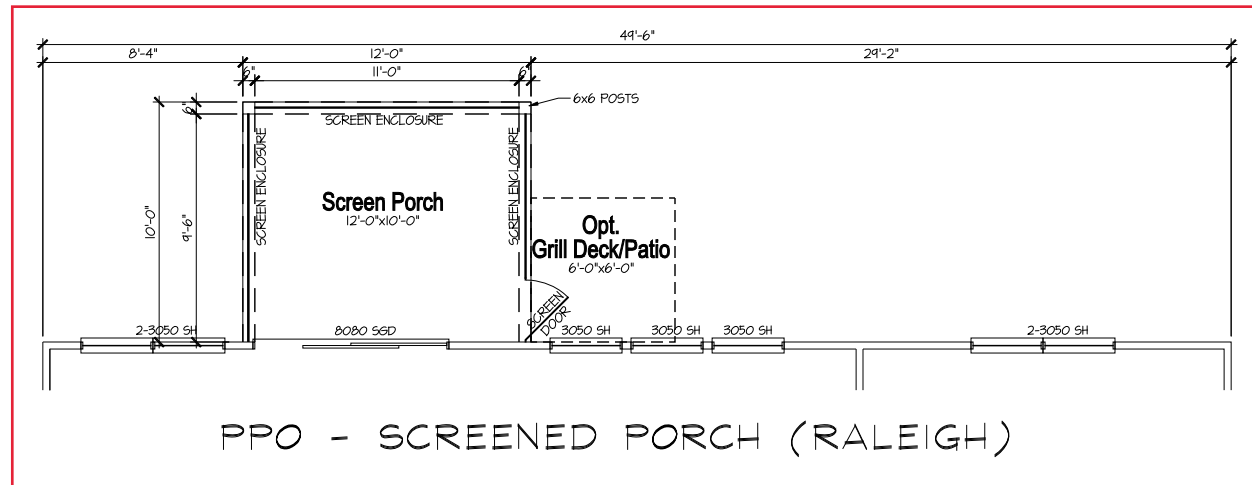 49'-6"
8'-4"
12'-0"
29'-2"
6"
11'-0"
6"
6x6 POSTS
6"
SCREEN ENCLOSURE
SCREEN ENCLOSURE
SCREEN ENCLOSURE
10'-0"
9'-6"
Screen Porch
12'-0"x10'-0"
Opt.
Grill Deck/Patio
6'-0"x6'-0"
SCREEN
DOOR
2-3050 SH
8080 SGD
3050 SH
3050 SH
3050 SH
2-3050 SH
PPO - SCREENED PORCH (RALEIGH)